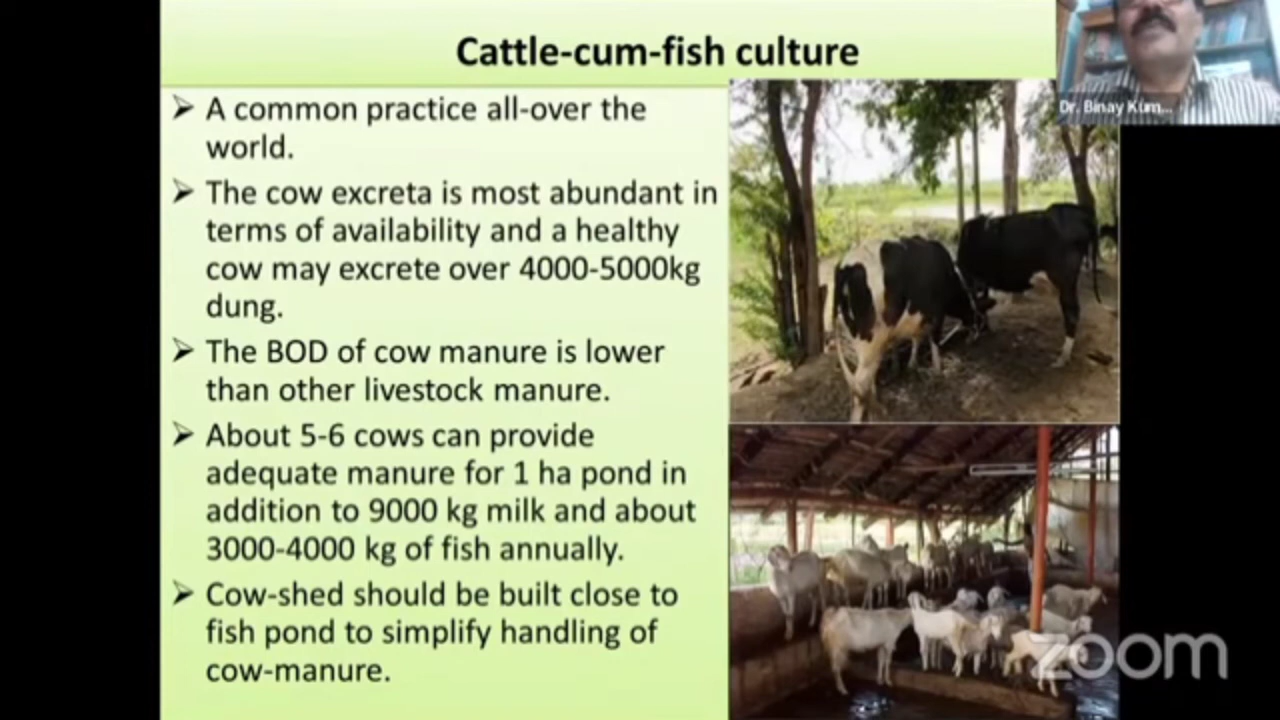 Cattle-cum-fish culture
Dr. Binay Kum...
➢ A common practice all-over the
world.
➢ The cow excreta is most abundant in
terms of availability and a healthy
cow may excrete over 4000-5000kg
dung.
➢ The BOD of cow manure is lower
than other livestock manure.
➢ About 5-6 cows can provide
adequate manure for 1 ha pond in
addition to 9000 kg milk and about
3000-4000 kg of fish annually.
➢ Cow-shed should be built close to
fish pond to simplify handling of
cow-manure.
zoom